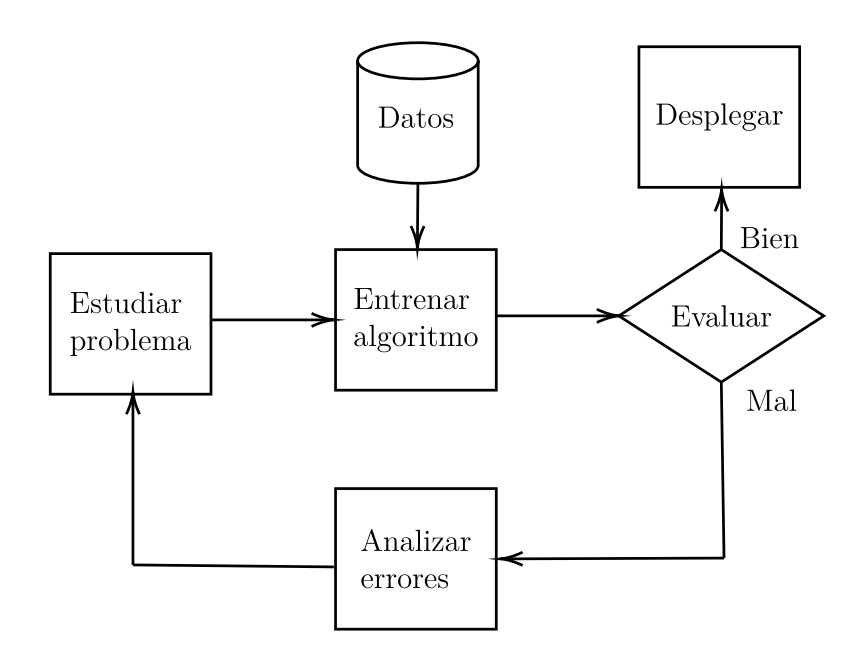 Datos
Desplegar
Bien
Estudiar
problema
Entrenar
algoritmo
Evaluar
Mal
Analizar
errores